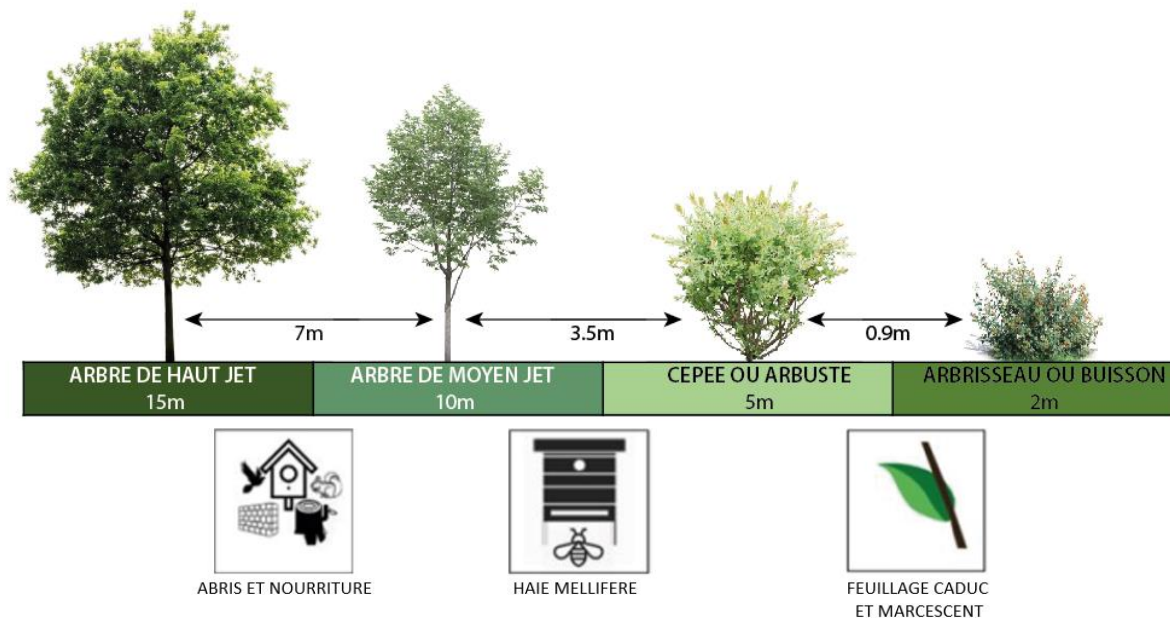 7m
3.5m
0.9m
ARBRE DE HAUT JET
15m
ARBRE DE MOYEN JET
10m
CEPEE OU ARBUSTE
5m
ARBRISSEAU OU BUISSON
2m
ABRIS ET NOURRITURE
HAIE MELLIFERE
FEUILLAGE CADUC
ET MARCESCENT